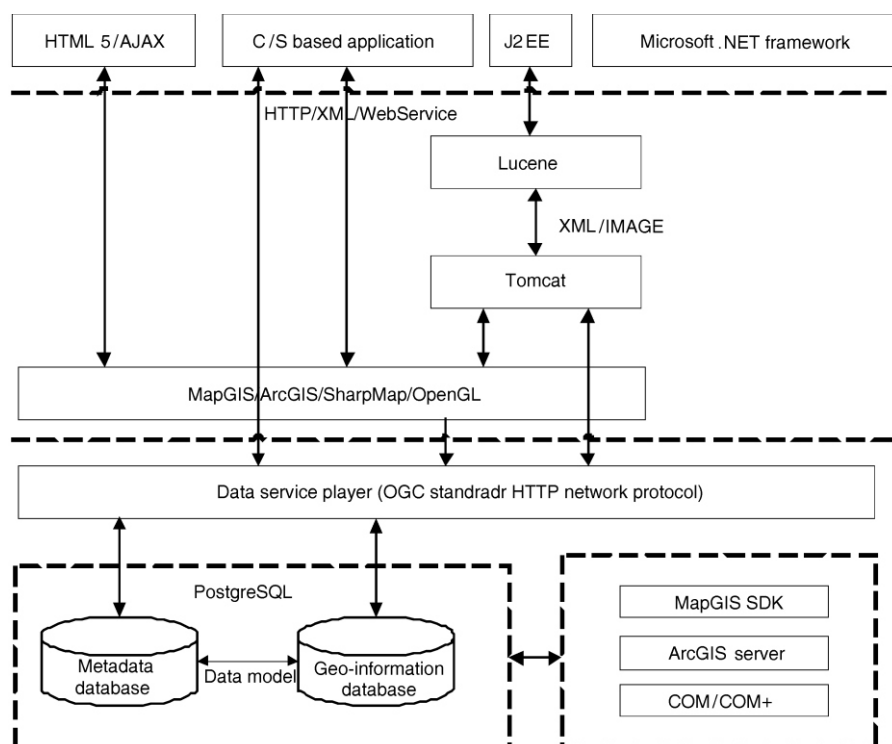 HTML 5/AJAX
C/S based application
J2EE
Microsoft .NET framework
HTTP/XML/WebService
Lucene
XML/IMAGE
Tomcat
MapGIS/ArcGIS/SharpMap/OpenGL
Data service player (OGC standradr HTTP network protocol)
PostgreSQL
Metadata
database
Data model
Geo-information
database
MapGIS SDK
ArcGIS server
COM/COM+